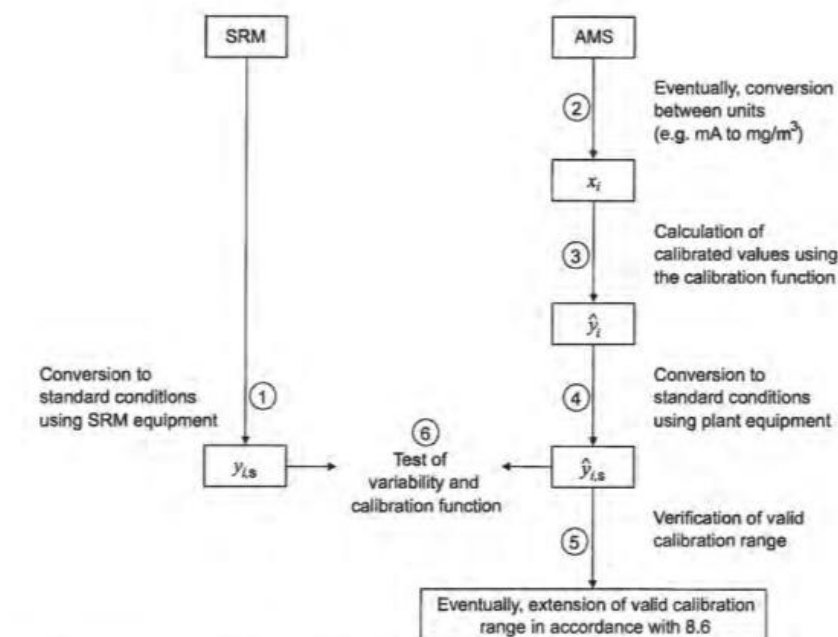 SRM
AMS
②
Eventually, conversion
between units
(e.g. mA to mg/m³)
xᵢ
③
Calculation of
calibrated values using
the calibration function
ŷᵢ
Conversion to
standard conditions
using SRM equipment
①
④
Conversion to
standard conditions
using plant equipment
yᵢ,ₛ
⑥
Test of
variability and
calibration function
ŷᵢ,ₛ
⑤
Verification of valid
calibration range
Eventually, extension of valid calibration
range in accordance with 8.6